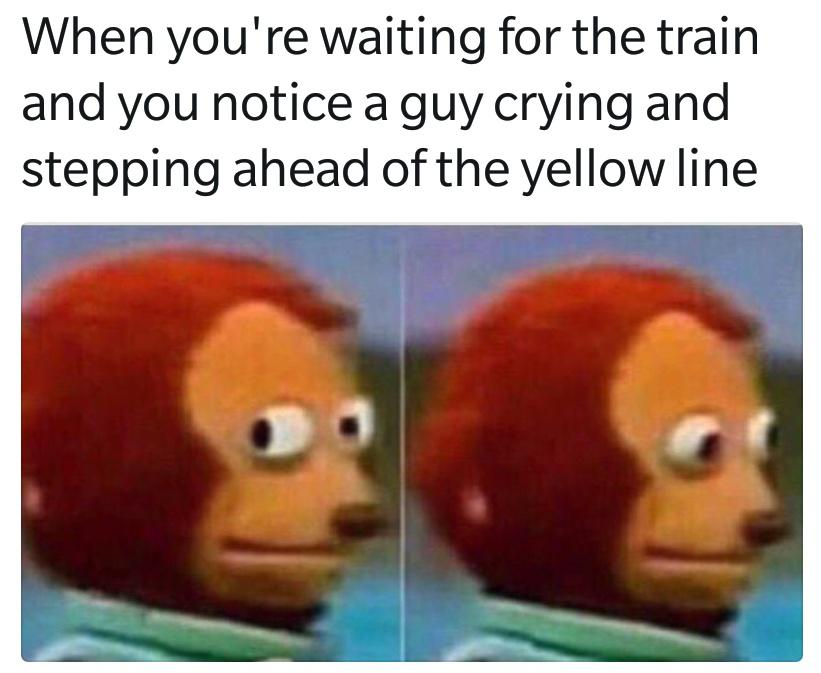 When you're waiting for the train
and you notice a guy crying and
stepping ahead of the yellow line